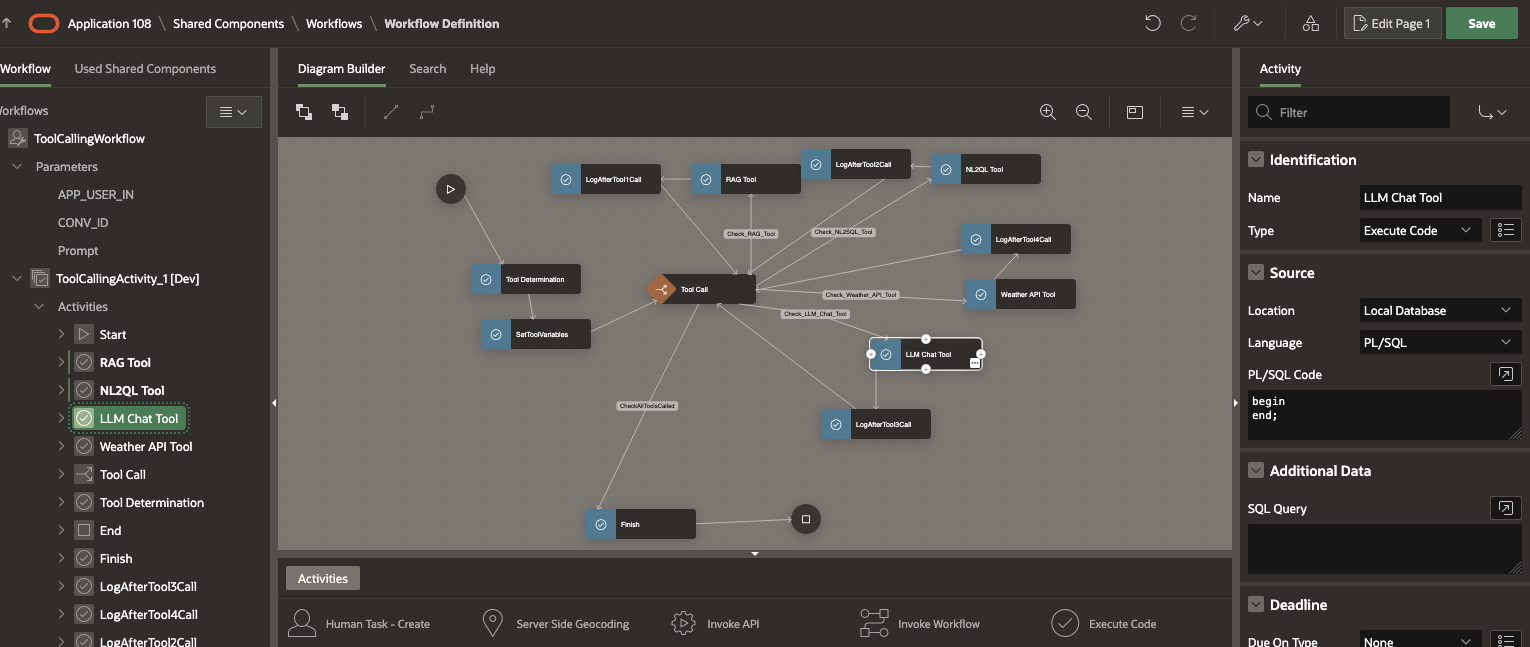 Application 108 \ Shared Components \ Workflows \ Workflow Definition
Edit Page 1
Save
Workflow
Used Shared Components
Workflows
ToolCallingWorkflow
Parameters
APP_USER_IN
CONV_ID
Prompt
ToolCallingActivity_1 [Dev]
Activities
Start
RAG Tool
NL2QL Tool
LLM Chat Tool
Weather API Tool
Tool Call
Tool Determination
End
Finish
LogAfterTool3Call
LogAfterTool4Call
LogAfterTool2Call
Diagram Builder
Search
Help
LogAfterTool1Call
RAG Tool
LogAfterTool2Call
NL2QL Tool
Check_RAG_Tool
Check_NL2SQL_Tool
LogAfterTool4Call
Tool Determination
Tool Call
Check_Weather_API_Tool
Weather API Tool
Check_LLM_Chat_Tool
SetToolVariables
LLM Chat Tool
CheckAllToolsCalled
LogAfterTool3Call
Finish
Activities
Human Task - Create
Server Side Geocoding
Invoke API
Invoke Workflow
Execute Code
Activity
Filter
Identification
Name
LLM Chat Tool
Type
Execute Code
Source
Location
Local Database
Language
PL/SQL
PL/SQL Code
begin
end;
Additional Data
SQL Query
Deadline
Due On Type
None